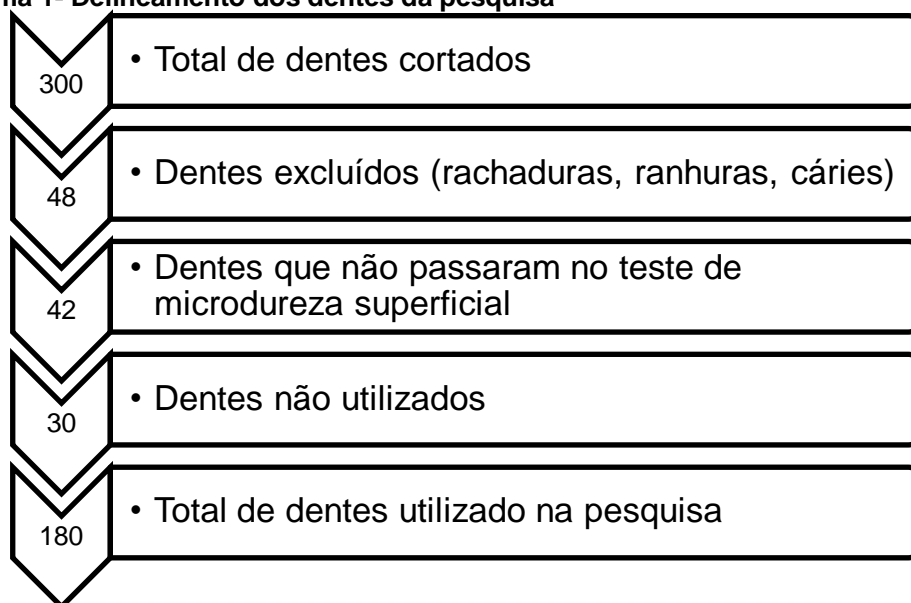 1- Delineamento dos dentes da pesquisa
300
• Total de dentes cortados
48
• Dentes excluídos (rachaduras, ranhuras, cáries)
42
• Dentes que não passaram no teste de
microdureza superficial
30
• Dentes não utilizados
180
• Total de dentes utilizado na pesquisa